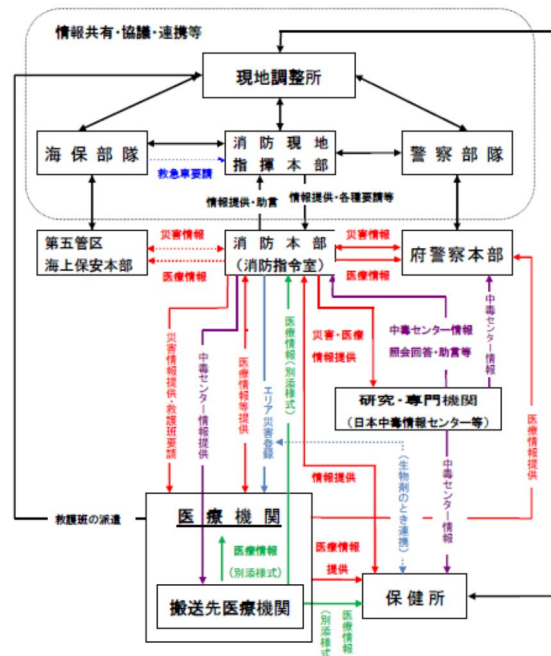 情報共有・協議・連携等
現地調整所
海保部隊
消防現地
指揮本部
警察部隊
救急車要請
情報提供・助言
情報提供・各種要請等
第五管区
海上保安本部
災害情報
医療情報
消防本部
(消防指令室)
災害情報
医療情報
府警察本部
災害情報提供・救護班要請
中毒センター情報提供
医療情報等提供
エリア災害登録
医療情報(別添様式)
災害・医療
情報提供
中毒センター情報
照会回答・助言等
中毒センター情報
研究・専門機関
(日本中毒情報センター等)
医療情報提供
情報提供
(生物剤のとき連携)
中毒センター情報
救護班の派遣
医療機関
医療情報
(別添様式)
搬送先医療機関
医療情報
提供
医療情報
(別添様式)
保健所